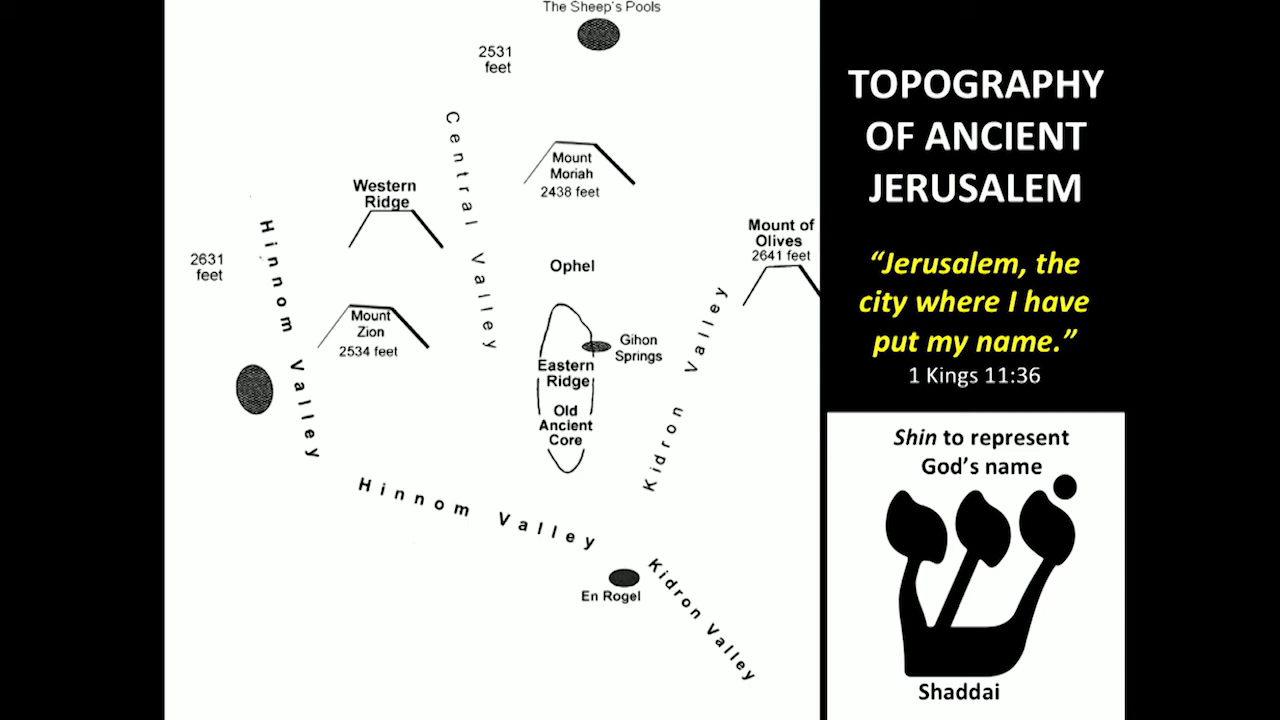 The Sheep's Pools
2531
feet
Central Valley
Mount
Moriah
2438 feet
Western
Ridge
Hinnom Valley
2631
feet
Mount of
Olives
2641 feet
Ophel
Mount
Zion
2534 feet
Gihon
Springs
Eastern
Ridge
Old
Ancient
Core
Kidron Valley
Hinnom Valley
En Rogel
Kidron Valley
TOPOGRAPHY
OF ANCIENT
JERUSALEM
“Jerusalem, the
city where I have
put my name.”
1 Kings 11:36
Shin to represent
God’s name
שׁ
Shaddai